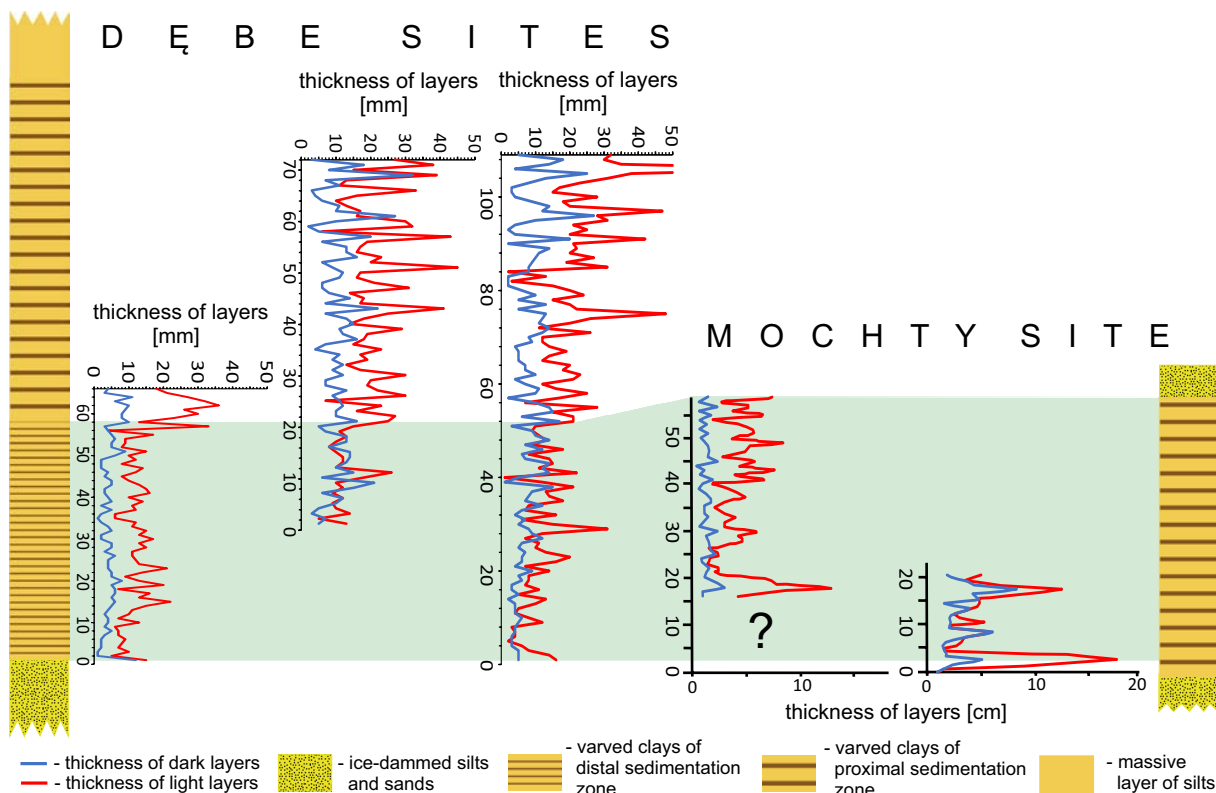 D Ę B E S I T E S
thickness of layers
[mm]
0 10 20 30 40 50
0 10 20 30 40 50 60 70
thickness of layers
[mm]
0 10 20 30 40 50
0 20 40 60 80 100
thickness of layers
[mm]
0 10 20 30 40 50
0 10 20 30 40 50 60
M O C H T Y S I T E
0 10 20 30 40 50
?
0 10
0 10 20
0 10 20
thickness of layers [cm]
- thickness of dark layers
- thickness of light layers
- ice-dammed silts
and sands
- varved clays of
distal sedimentation
zone
- varved clays of
proximal sedimentation
zone
- massive
layer of silts